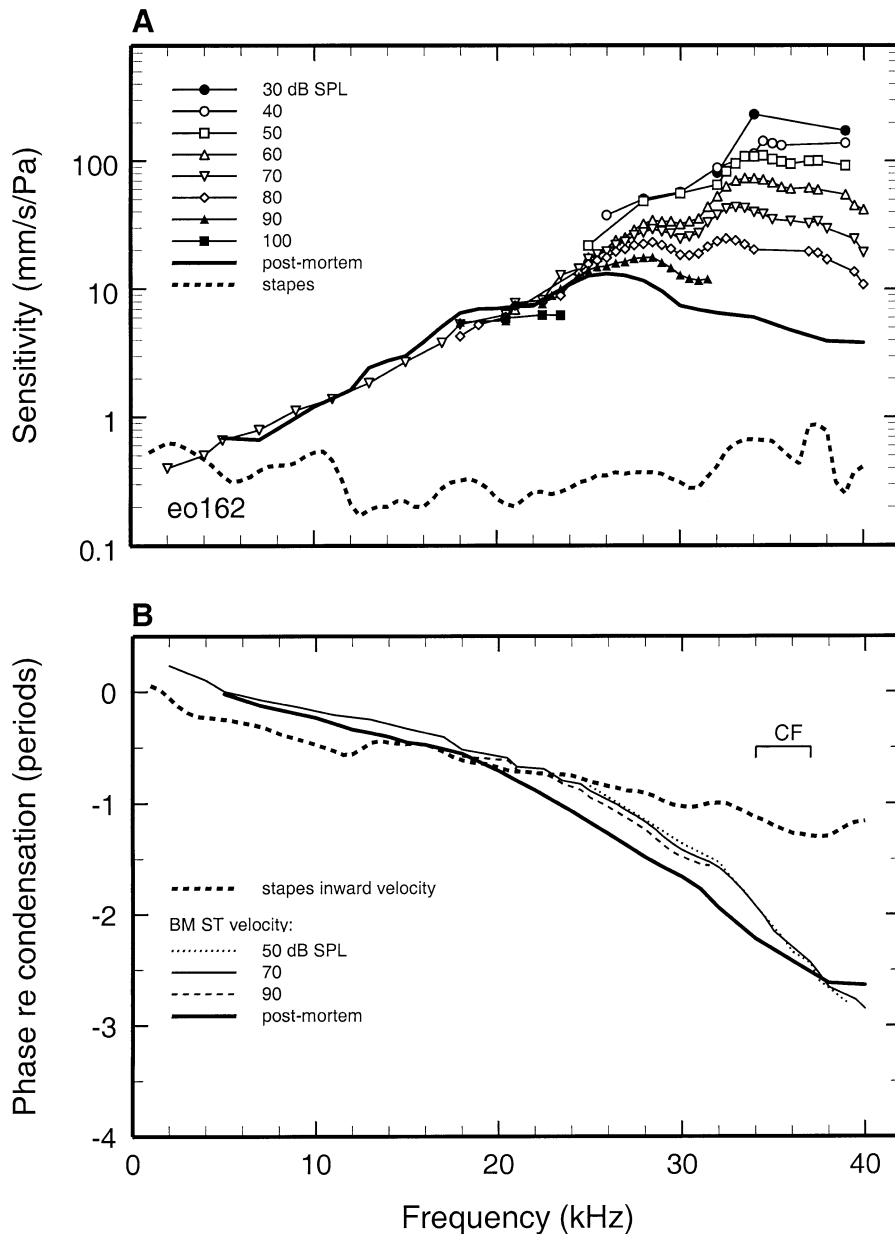 A
Sensitivity (mm/s/Pa)
100
10
1
0.1
30 dB SPL
40
50
60
70
80
90
100
post-mortem
stapes
eo162
B
Phase re condensation (periods)
0
-1
-2
-3
-4
CF
stapes inward velocity
BM ST velocity:
50 dB SPL
70
90
post-mortem
0
10
20
30
40
Frequency (kHz)